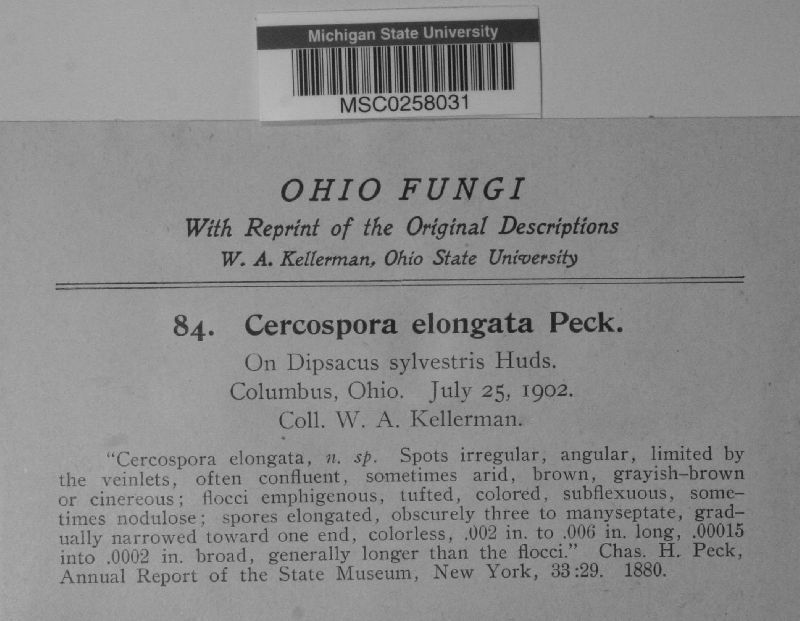 Michigan State University
MSC0258031
OHIO FUNGI
With Reprint of the Original Descriptions
W. A. Kellerman, Ohio State University
84. Cercospora elongata Peck.
On Dipsacus sylvestris Huds.
Columbus, Ohio. July 25, 1902.
Coll. W. A. Kellerman.
"Cercospora elongata, n. sp. Spots irregular, angular, limited by
the veinlets, often confluent, sometimes arid, brown, grayish-brown
or cinereous; flocci emphigenous, tufted, colored, subflexuous, some-
times nodulose; spores elongated, obscurely three to manyseptate, grad-
ually narrowed toward one end, colorless, .002 in. to .006 in. long, .00015
into .0002 in. broad, generally longer than the flocci." Chas. H. Peck,
Annual Report of the State Museum, New York, 33:29. 1880.